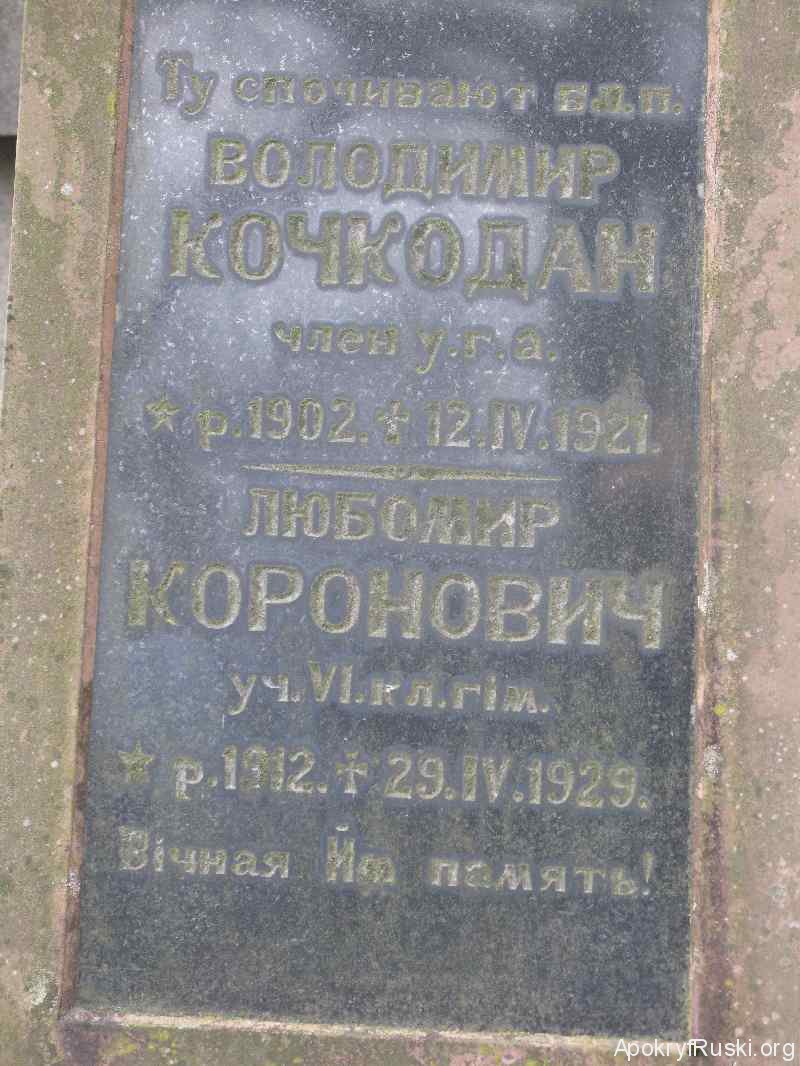 Ту спочивают бл.п.
ВОЛОДИМИР
КОЧКОДАН
член у.г.а.
* р.1902. † 12.IV.1921.
ЛЮБОМИР
КОРОНОВИЧ
уч.VI.кл.гім.
* р.1912. † 29.IV.1929.
Вічная Йм память!
ApokryfRuski.org